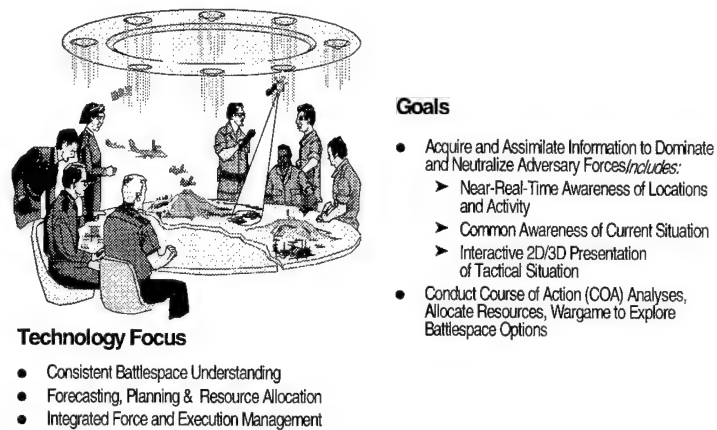 Goals
• Acquire and Assimilate Information to Dominate
and Neutralize Adversary Forces/Includes:
➤ Near-Real-Time Awareness of Locations
and Activity
➤ Common Awareness of Current Situation
➤ Interactive 2D/3D Presentation
of Tactical Situation
• Conduct Course of Action (COA) Analyses,
Allocate Resources, Wargame to Explore
Battlespace Options
Technology Focus
• Consistent Battlespace Understanding
• Forecasting, Planning & Resource Allocation
• Integrated Force and Execution Management